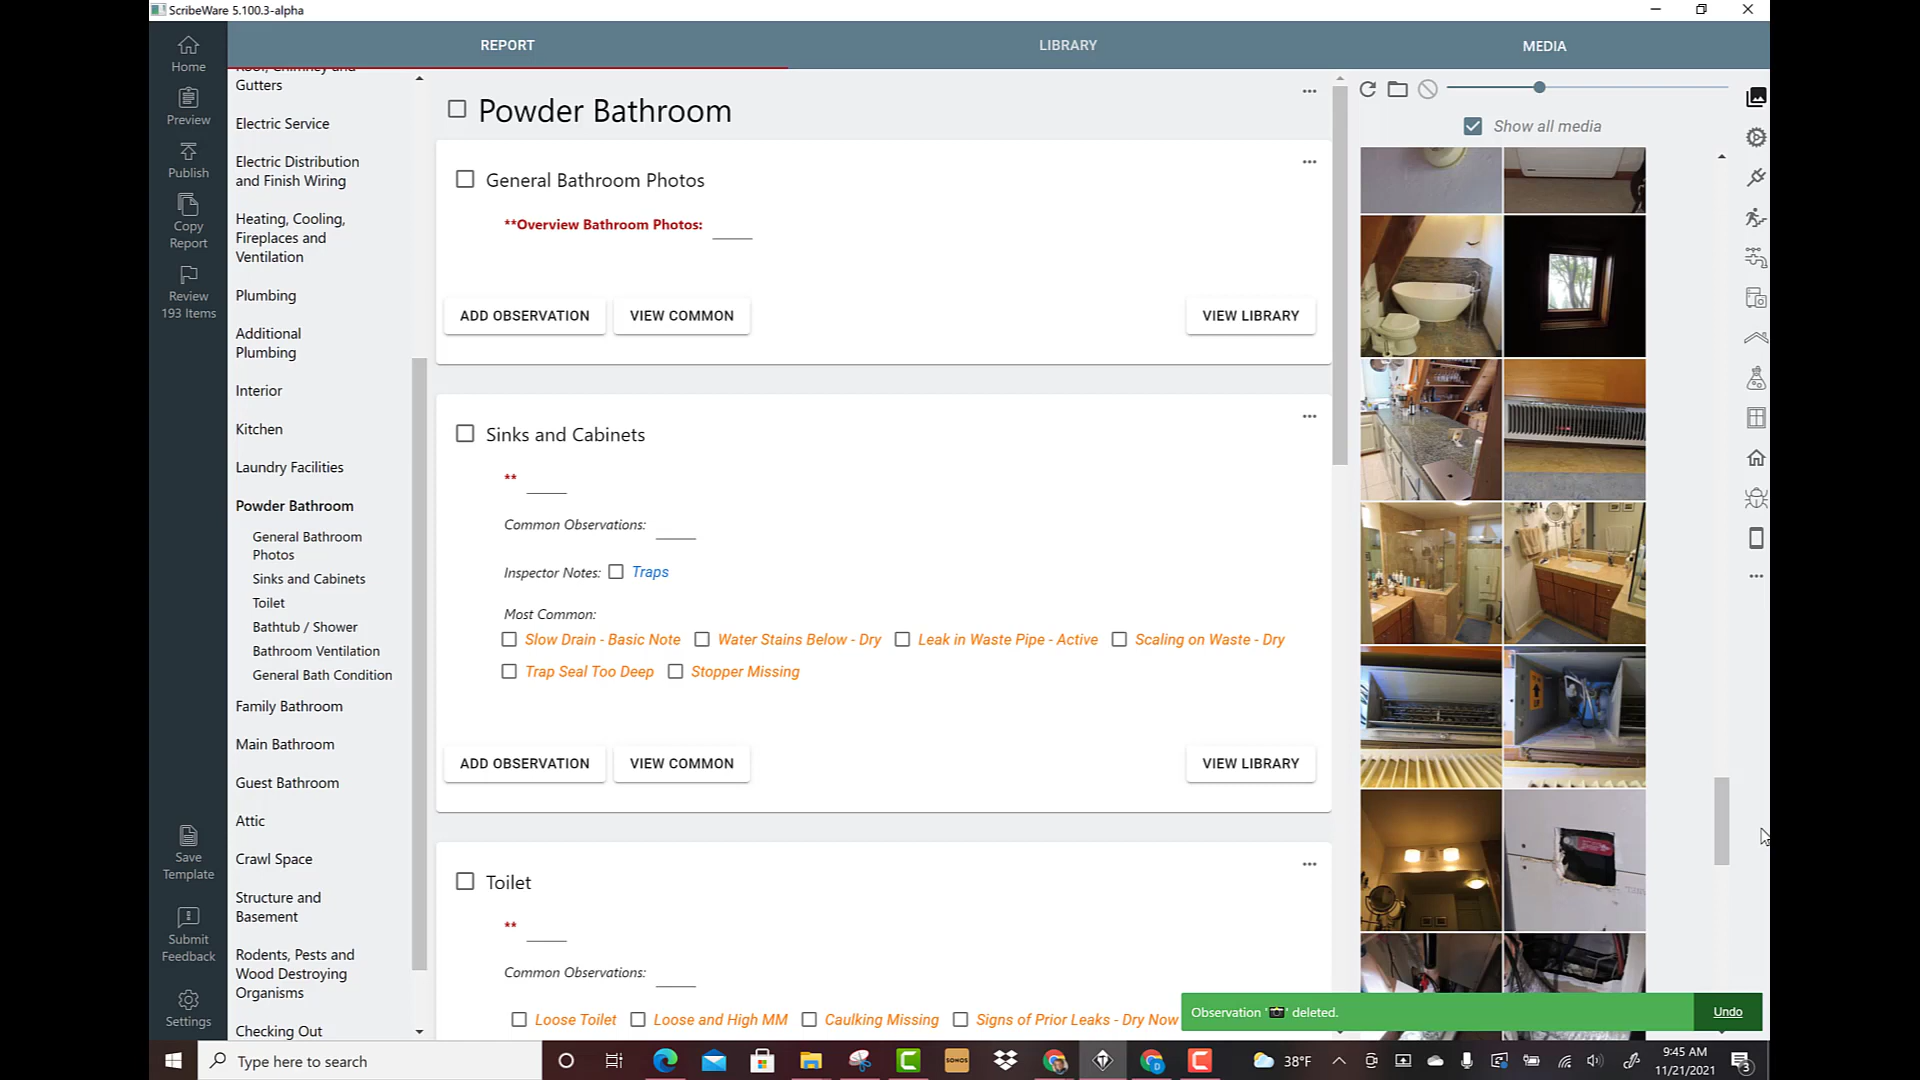 ScribeWare 5.100.3-alpha
REPORT
LIBRARY
MEDIA
Home
Preview
Publish
Copy
Report
Review
193 Items
Save
Template
Submit
Feedback
Settings
Roof, Chimney and
Gutters
Electric Service
Electric Distribution
and Finish Wiring
Heating, Cooling,
Fireplaces and
Ventilation
Plumbing
Additional
Plumbing
Interior
Kitchen
Laundry Facilities
Powder Bathroom
General Bathroom
Photos
Sinks and Cabinets
Toilet
Bathtub / Shower
Bathroom Ventilation
General Bath Condition
Family Bathroom
Main Bathroom
Guest Bathroom
Attic
Crawl Space
Structure and
Basement
Rodents, Pests and
Wood Destroying
Organisms
Checking Out
Powder Bathroom
General Bathroom Photos
**Overview Bathroom Photos:
ADD OBSERVATION VIEW COMMON VIEW LIBRARY
Sinks and Cabinets
**
Common Observations:
Inspector Notes: Traps
Most Common:
Slow Drain - Basic Note Water Stains Below - Dry Leak in Waste Pipe - Active Scaling on Waste - Dry
Trap Seal Too Deep Stopper Missing
ADD OBSERVATION VIEW COMMON VIEW LIBRARY
Toilet
**
Common Observations:
Loose Toilet Loose and High MM Caulking Missing Signs of Prior Leaks - Dry Now
Show all media
Observation '📷' deleted. Undo
Type here to search
SONOS
D
38°F
9:45 AM
11/21/2021
3